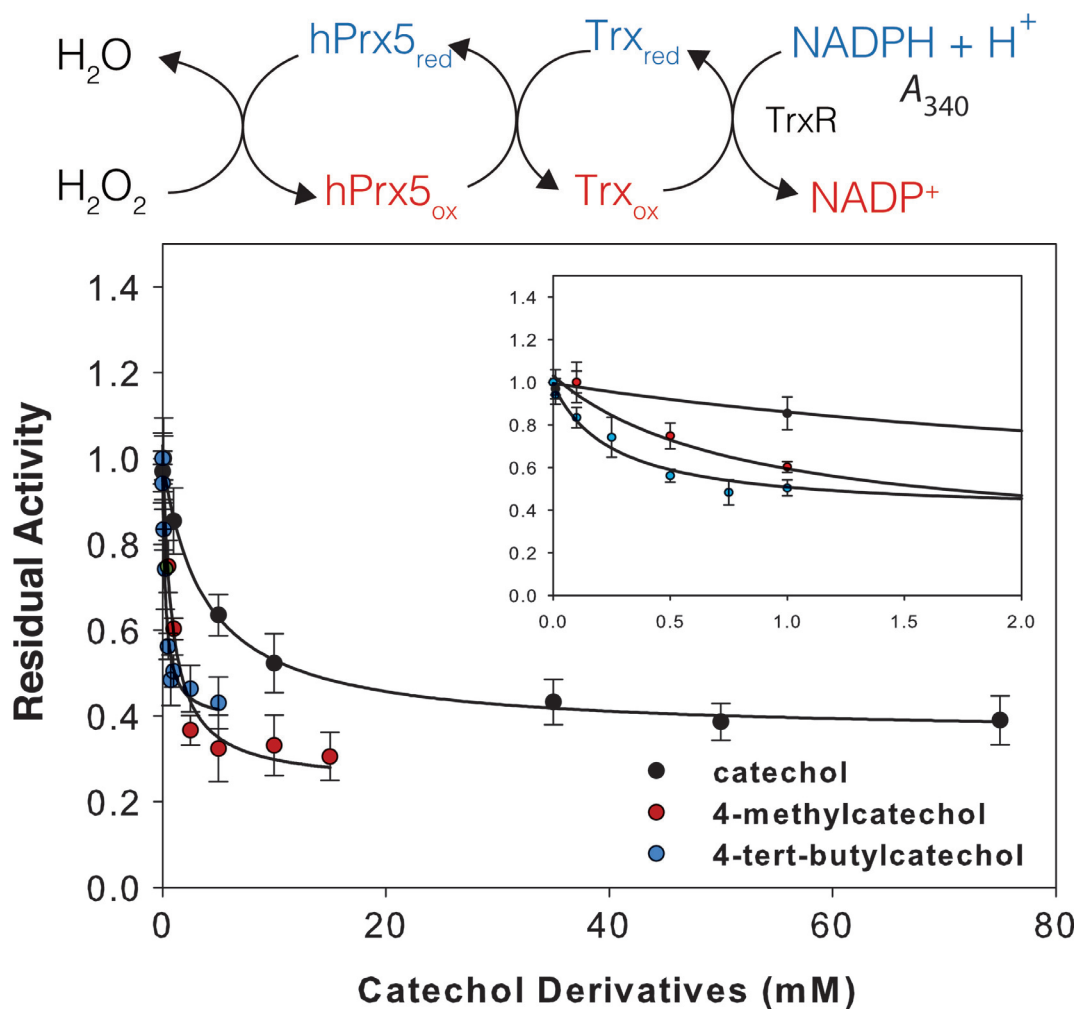 H₂O hPrx5red Trxred NADPH + H⁺
A₃₄₀
TrxR
H₂O₂ hPrx5ox Trxox NADP⁺
Residual Activity
1.4
1.2
1.0
0.8
0.6
0.4
0.2
0.0
0 20 40 60 80
Catechol Derivatives (mM)
1.4
1.2
1.0
0.8
0.6
0.4
0.2
0.0
0.0 0.5 1.0 1.5 2.0
catechol
4-methylcatechol
4-tert-butylcatechol